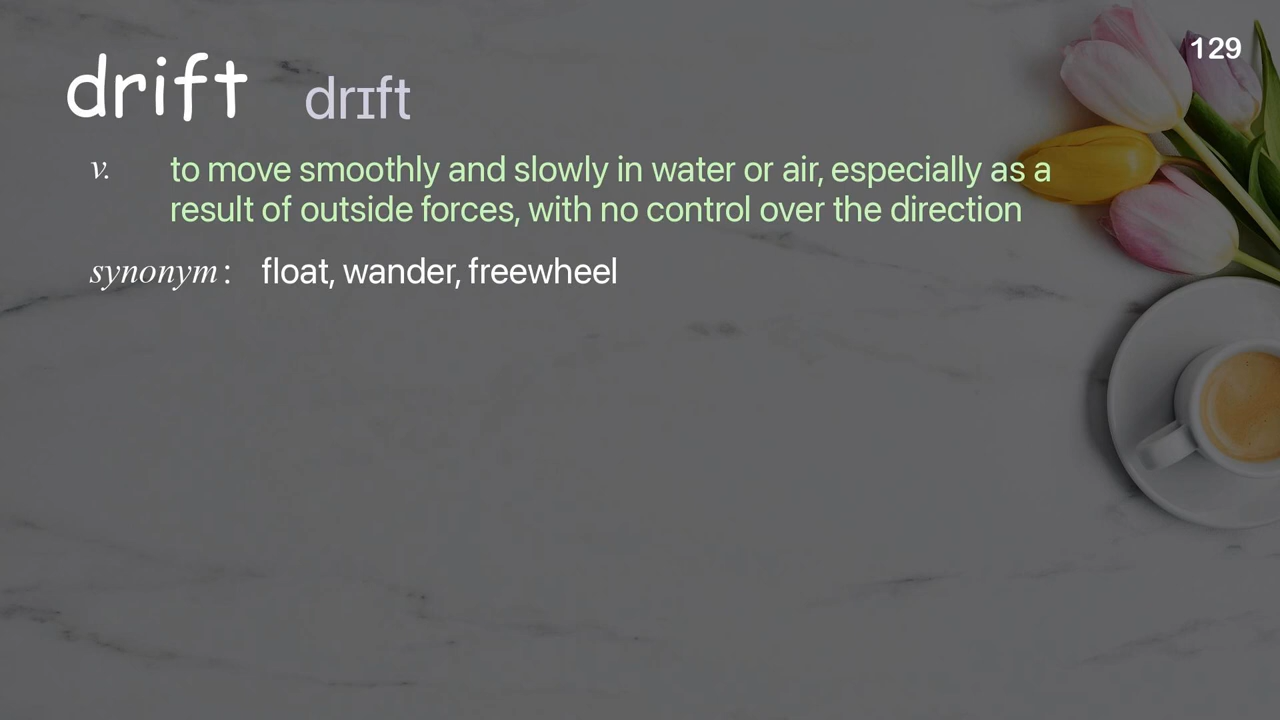 129
drift drɪft
v. to move smoothly and slowly in water or air, especially as a
result of outside forces, with no control over the direction
synonym: float, wander, freewheel